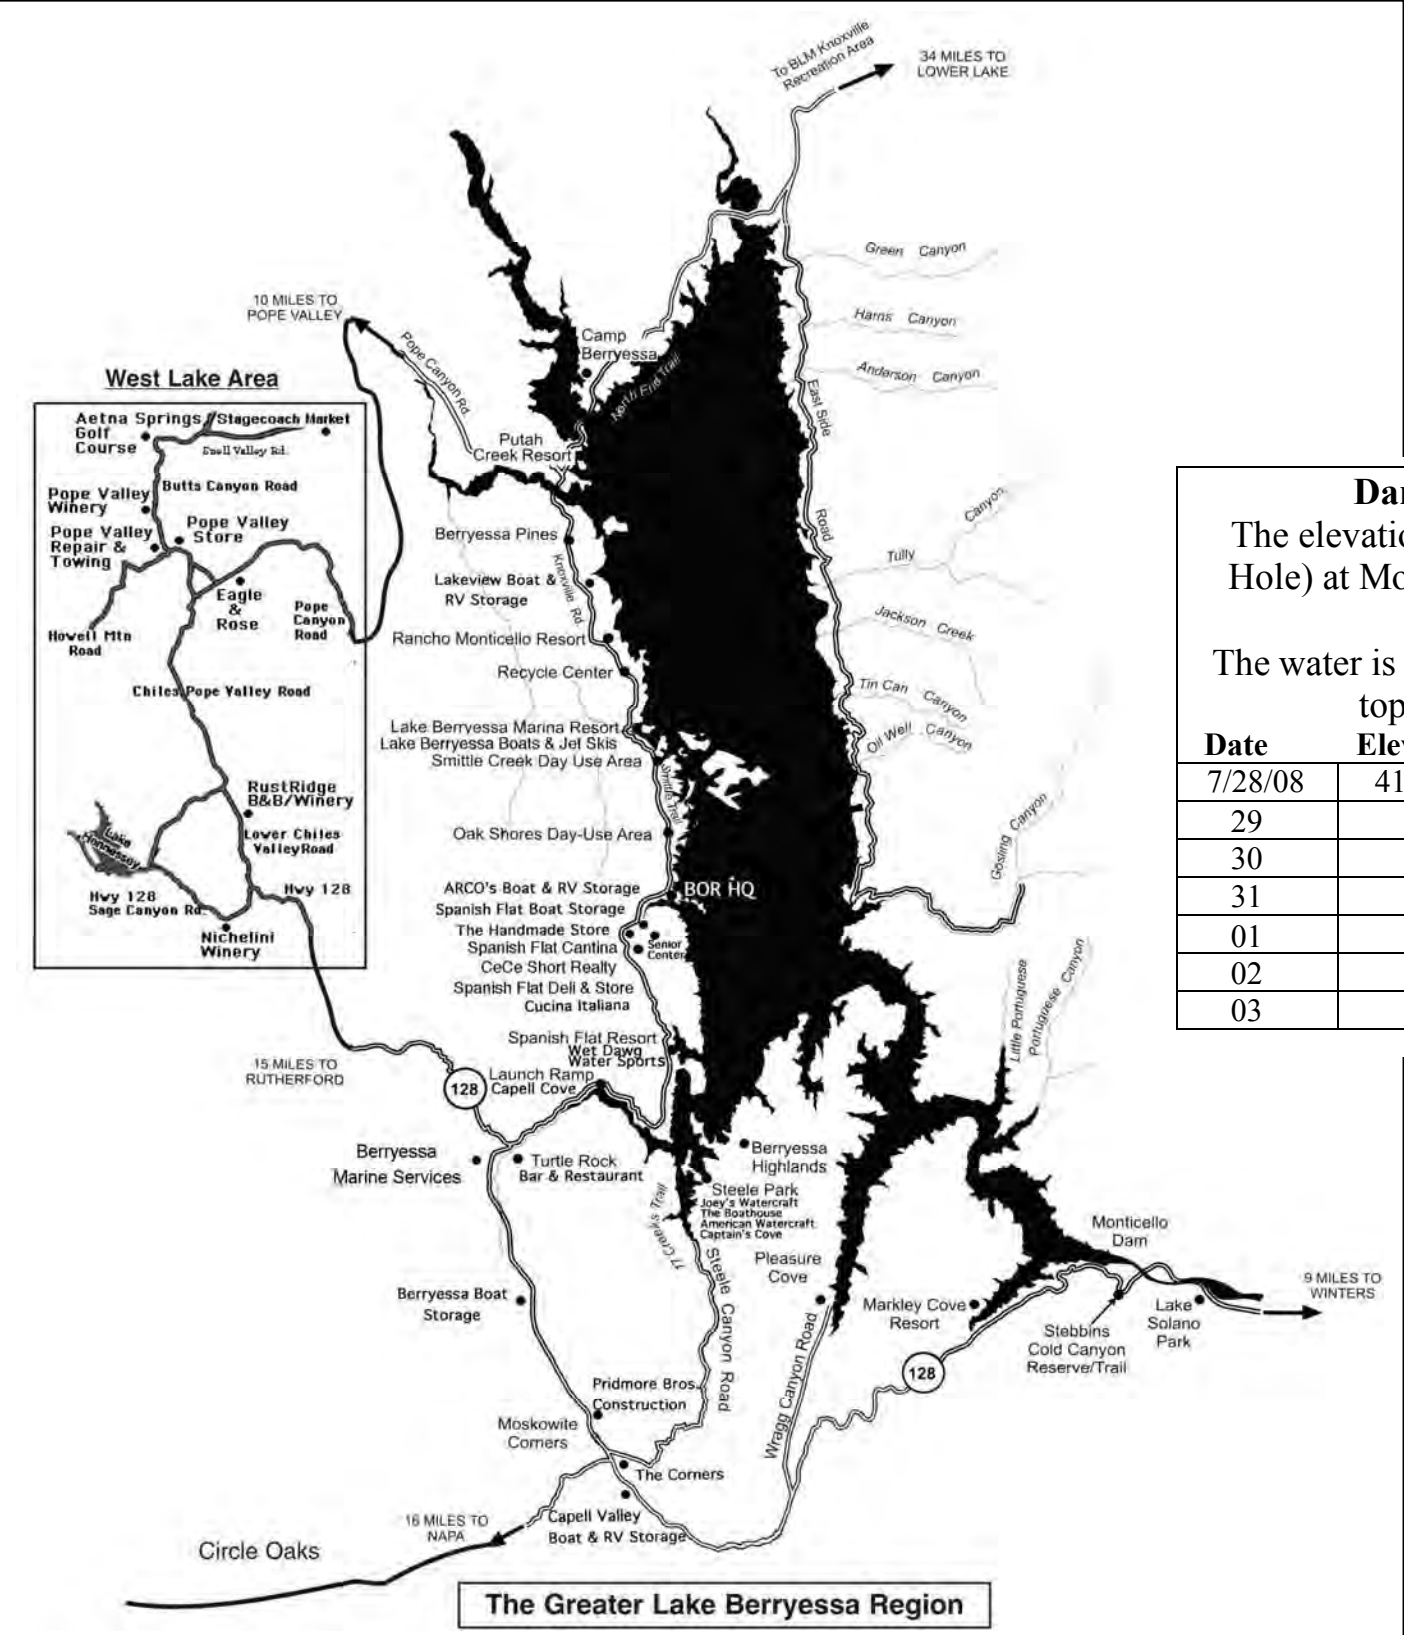 To BLM Knoxville
Recreation Area
34 MILES TO
LOWER LAKE
Green Canyon
10 MILES TO
POPE VALLEY
Harris Canyon
Camp
Berryessa
Pope Canyon Rd.
North End Trail
Anderson Canyon
East Side
Road
West Lake Area
Aetna Springs
Golf
Course
Stagecoach Market
Snell Valley Rd.
Butts Canyon Road
Pope Valley
Winery
Pope Valley
Store
Pope Valley
Repair &
Towing
Eagle
&
Rose
Pope
Canyon
Road
Howell Mtn
Road
Chiles Pope Valley Road
RustRidge
B&B/Winery
Lower Chiles
Valley Road
Lake
Hennessey
Hwy 128
Sage Canyon Rd.
Hwy 128
Nichelini
Winery
Putah
Creek Resort
Berryessa Pines
Knoxville Rd.
Lakeview Boat &
RV Storage
Rancho Monticello Resort
Recycle Center
Lake Berryessa Marina Resort
Lake Berryessa Boats & Jet Skis
Smittle Creek Day Use Area
Smittle Trail
Oak Shores Day-Use Area
ARCO's Boat & RV Storage
BOR HQ
Spanish Flat Boat Storage
The Handmade Store
Spanish Flat Cantina
Senior
Center
CeCe Short Realty
Spanish Flat Deli & Store
Cucina Italiana
Spanish Flat Resort
Wet Dawg
Water Sports
Launch Ramp
Capell Cove
Canyon
Tully
Jackson Creek
Tin Can Canyon
Oil Well Canyon
Gosling Canyon
Little Portuguese
Portuguese Canyon
Dar
The elevatio
Hole) at Mo
The water is
top
Date Elev
7/28/08 41
29
30
31
01
02
03
15 MILES TO
RUTHERFORD
128
Berryessa
Marine Services
Turtle Rock
Bar & Restaurant
Berryessa
Highlands
Steele Park
Joey's Watercraft
The Boathouse
American Watercraft
Captain's Cove
Steele Canyon Road
Pleasure
Cove
Monticello
Dam
9 MILES TO
WINTERS
Berryessa Boat
Storage
Markley Cove
Resort
Stebbins
Cold Canyon
Reserve/Trail
Lake
Solano
Park
Wragg Canyon Road
128
Pridmore Bros.
Construction
Moskowite
Corners
The Corners
16 MILES TO
NAPA
Capell Valley
Boat & RV Storage
Circle Oaks
The Greater Lake Berryessa Region